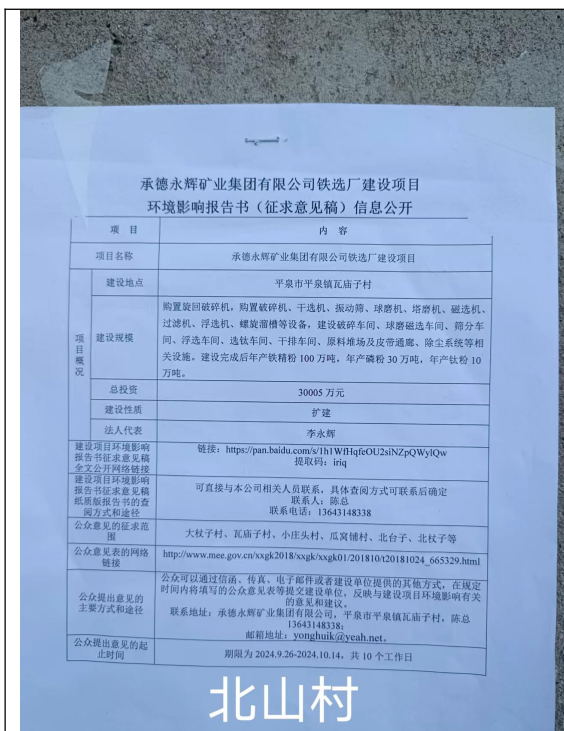 承德永辉矿业集团有限公司铁选厂建设项目
环境影响报告书（征求意见稿）信息公开
项 目
内 容
项目名称
承德永辉矿业集团有限公司铁选厂建设项目
项目概况
建设地点
平泉市平泉镇瓦庙子村
建设规模
购置旋回破碎机，购置破碎机、干选机、振动筛、球磨机、塔磨机、磁选机、
过滤机、浮选机、螺旋溜槽等设备，建设破碎车间、球磨磁选车间、筛分车
间、浮选车间、选钛车间、干排车间、原料堆场及皮带通廊、除尘系统等相
关设施。建设完成后年产铁精粉 100 万吨，年产磷粉 30 万吨，年产钛粉 10
万吨。
总投资
30005 万元
建设性质
扩建
法人代表
李永辉
建设项目环境影响
报告书征求意见稿
全文公开网络链接
链接：https://pan.baidu.com/s/1h1WfHqfeOU2siNZpQWylQw
提取码：iriq
建设项目环境影响
报告书征求意见稿
纸质版报告书的查
阅方式和途径
可直接与本公司相关人员联系，具体查阅方式可联系后确定
联系人：陈总
联系电话：13643148338
公众意见的征求范
围
大杖子村、瓦庙子村、小庄头村、瓜窝铺村、北台子、北杖子等
公众意见表的网络
链接
http://www.mee.gov.cn/xxgk2018/xxgk/xxgk01/201810/t20181024_665329.html
公众提出意见的
主要方式和途径
公众可以通过信函、传真、电子邮件或者建设单位提供的其他方式，在规定
时间内将填写的公众意见表等提交建设单位，反映与建设项目环境影响有关
的意见和建议。
联系地址：承德永辉矿业集团有限公司，平泉市平泉镇瓦庙子村，陈总
13643148338；
邮箱地址：yonghuik@yeah.net。
公众提出意见的起
止时间
期限为 2024.9.26-2024.10.14，共 10 个工作日
北山村